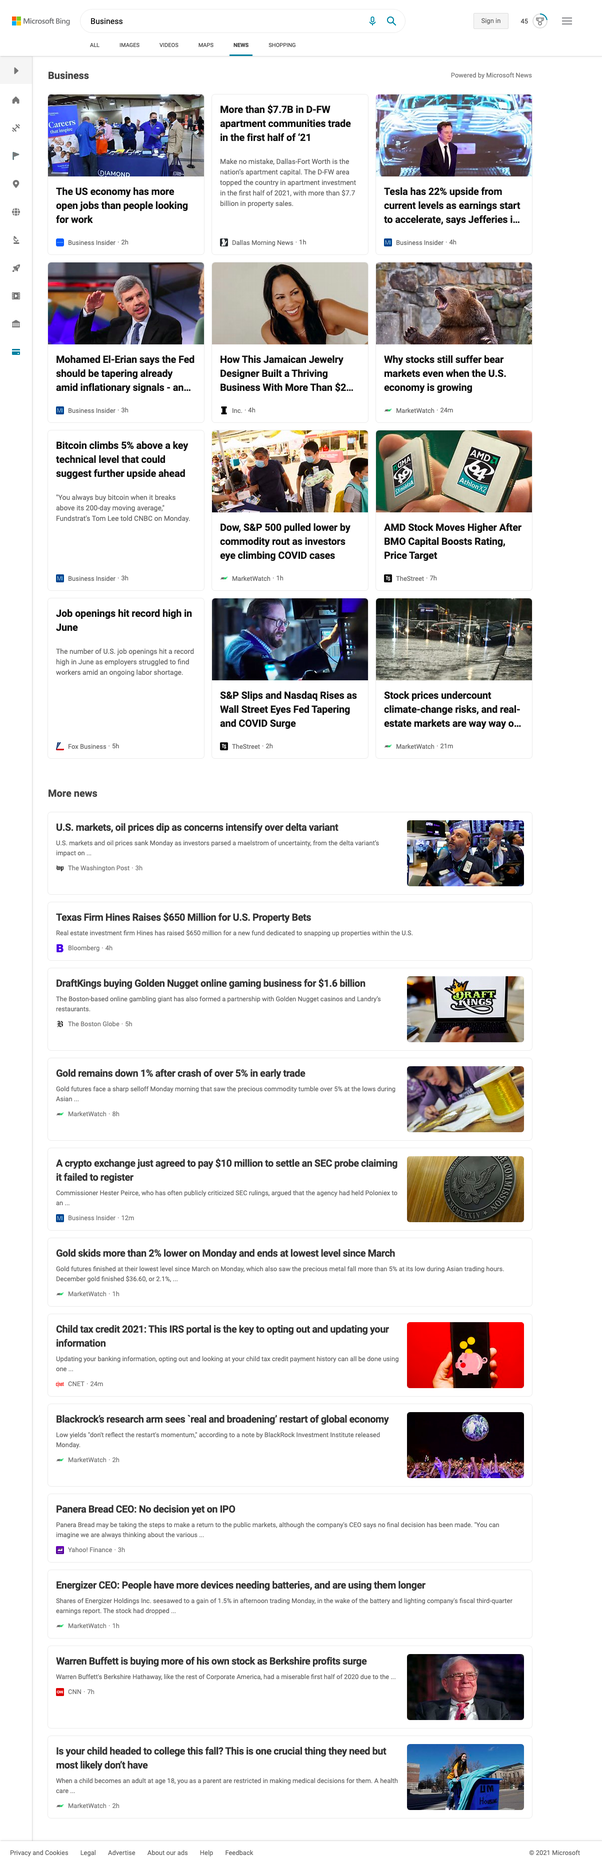 Microsoft Bing
Business
Sign in
45
ALL
IMAGES
VIDEOS
MAPS
NEWS
SHOPPING
Business
Powered by Microsoft News
Careers
DIAMOND
The US economy has more
open jobs than people looking
for work
Business Insider · 2h
More than $7.7B in D-FW
apartment communities trade
in the first half of '21
Make no mistake, Dallas-Fort Worth is the
nation's apartment capital. The D-FW area
topped the country in apartment investment
in the first half of 2021, with more than $7.7
billion in property sales.
Dallas Morning News · 1h
Tesla has 22% upside from
current levels as earnings start
to accelerate, says Jefferies i...
Business Insider · 4h
Mohamed El-Erian says the Fed
should be tapering already
amid inflationary signals - an...
Business Insider · 3h
How This Jamaican Jewelry
Designer Built a Thriving
Business With More Than $2...
Inc. · 4h
Why stocks still suffer bear
markets even when the U.S.
economy is growing
MarketWatch · 24m
Bitcoin climbs 5% above a key
technical level that could
suggest further upside ahead
"You always buy bitcoin when it breaks
above its 200-day moving average,"
Fundstrat's Tom Lee told CNBC on Monday.
Business Insider · 3h
Dow, S&P 500 pulled lower by
commodity rout as investors
eye climbing COVID cases
MarketWatch · 1h
AMD
64
Athlon X2
AMD Stock Moves Higher After
BMO Capital Boosts Rating,
Price Target
TheStreet · 7h
Job openings hit record high in
June
The number of U.S. job openings hit a record
high in June as employers struggled to find
workers amid an ongoing labor shortage.
Fox Business · 5h
S&P Slips and Nasdaq Rises as
Wall Street Eyes Fed Tapering
and COVID Surge
TheStreet · 2h
Stock prices undercount
climate-change risks, and real-
estate markets are way way o...
MarketWatch · 21m
More news
U.S. markets, oil prices dip as concerns intensify over delta variant
U.S. markets and oil prices sank Monday as investors parsed a maelstrom of uncertainty, from the delta variant's
impact on ...
The Washington Post · 3h
Texas Firm Hines Raises $650 Million for U.S. Property Bets
Real estate investment firm Hines has raised $650 million for a new fund dedicated to snapping up properties within the U.S.
Bloomberg · 4h
DraftKings buying Golden Nugget online gaming business for $1.6 billion
The Boston-based online gambling giant has also formed a partnership with Golden Nugget casinos and Landry's
restaurants.
The Boston Globe · 5h
DRAFT
KINGS
Gold remains down 1% after crash of over 5% in early trade
Gold futures face a sharp selloff Monday morning that saw the precious commodity tumble over 5% at the lows during
Asian ...
MarketWatch · 8h
A crypto exchange just agreed to pay $10 million to settle an SEC probe claiming
it failed to register
Commissioner Hester Peirce, who has often publicly criticized SEC rulings, argued that the agency had held Poloniex to
an ...
Business Insider · 12m
COMMISSION
Gold skids more than 2% lower on Monday and ends at lowest level since March
Gold futures finished at their lowest level since March on Monday, which also saw the precious metal fall more than 5% at its low during Asian trading hours.
December gold finished $36.60, or 2.1%, ...
MarketWatch · 1h
Child tax credit 2021: This IRS portal is the key to opting out and updating your
information
Updating your banking information, opting out and looking at your child tax credit payment history can all be done using
one ...
CNET · 24m
Blackrock's research arm sees `real and broadening' restart of global economy
Low yields "don't reflect the restart's momentum," according to a note by BlackRock Investment Institute released
Monday.
MarketWatch · 2h
Panera Bread CEO: No decision yet on IPO
Panera Bread may be taking the steps to make a return to the public markets, although the company's CEO says no final decision has been made. "You can
imagine we are always thinking about the various ...
Yahoo! Finance · 3h
Energizer CEO: People have more devices needing batteries, and are using them longer
Shares of Energizer Holdings Inc. seesawed to a gain of 1.5% in afternoon trading Monday, in the wake of the battery and lighting company's fiscal third-quarter
earnings report. The stock had dropped ...
MarketWatch · 1h
Warren Buffett is buying more of his own stock as Berkshire profits surge
Warren Buffett's Berkshire Hathaway, like the rest of Corporate America, had a miserable first half of 2020 due to the ...
CNN · 7h
Is your child headed to college this fall? This is one crucial thing they need but
most likely don't have
When a child becomes an adult at age 18, you as a parent are restricted in making medical decisions for them. A health
care ...
MarketWatch · 2h
Privacy and Cookies
Legal
Advertise
About our ads
Help
Feedback
© 2021 Microsoft